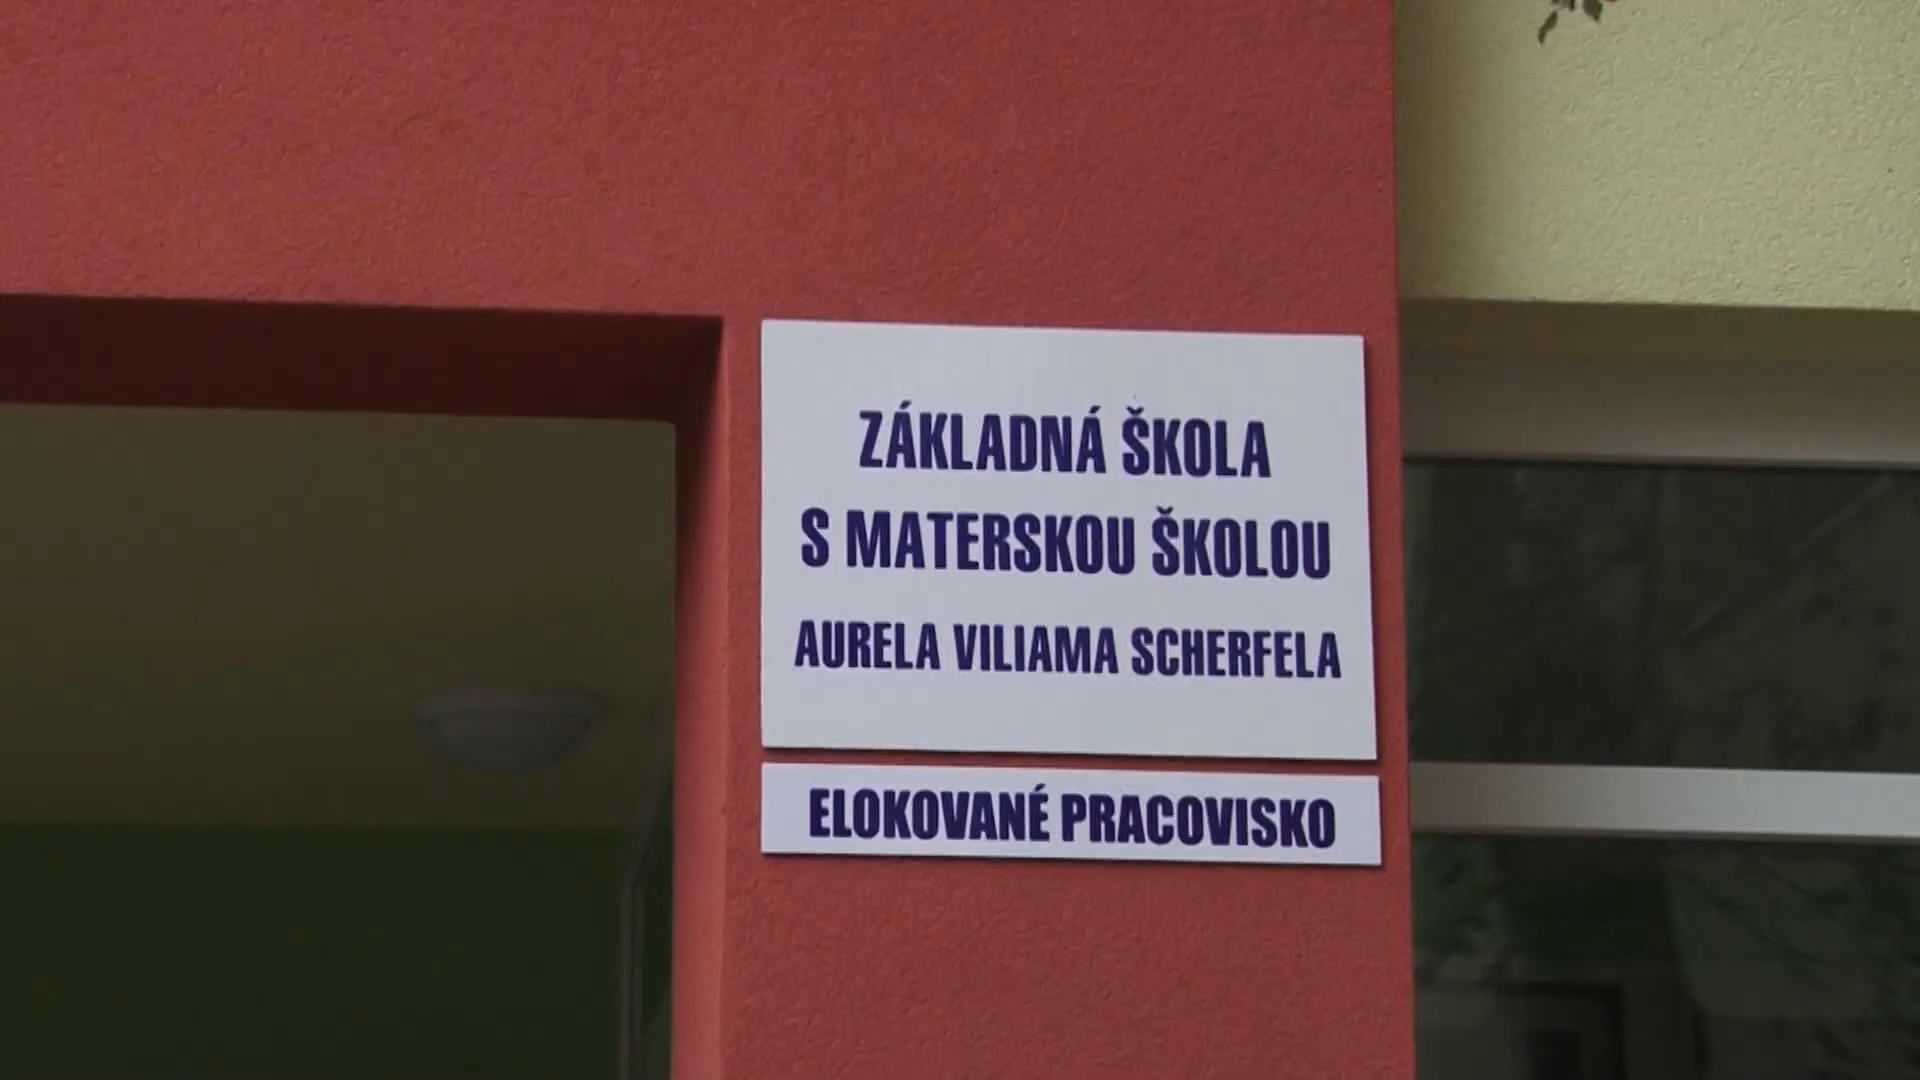 ZÁKLADNÁ ŠKOLA
S MATERSKOU ŠKOLOU
AURELA VILIAMA SCHERFELA
ELOKOVANÉ PRACOVISKO